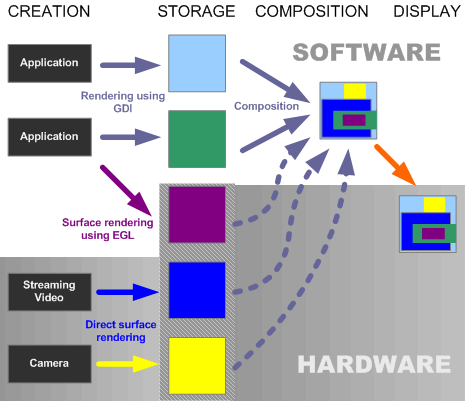 CREATION STORAGE COMPOSITION DISPLAY
SOFTWARE
Application
Rendering using
GDI
Composition
Application
Surface rendering
using EGL
Streaming
Video
Direct surface
rendering
Camera
HARDWARE